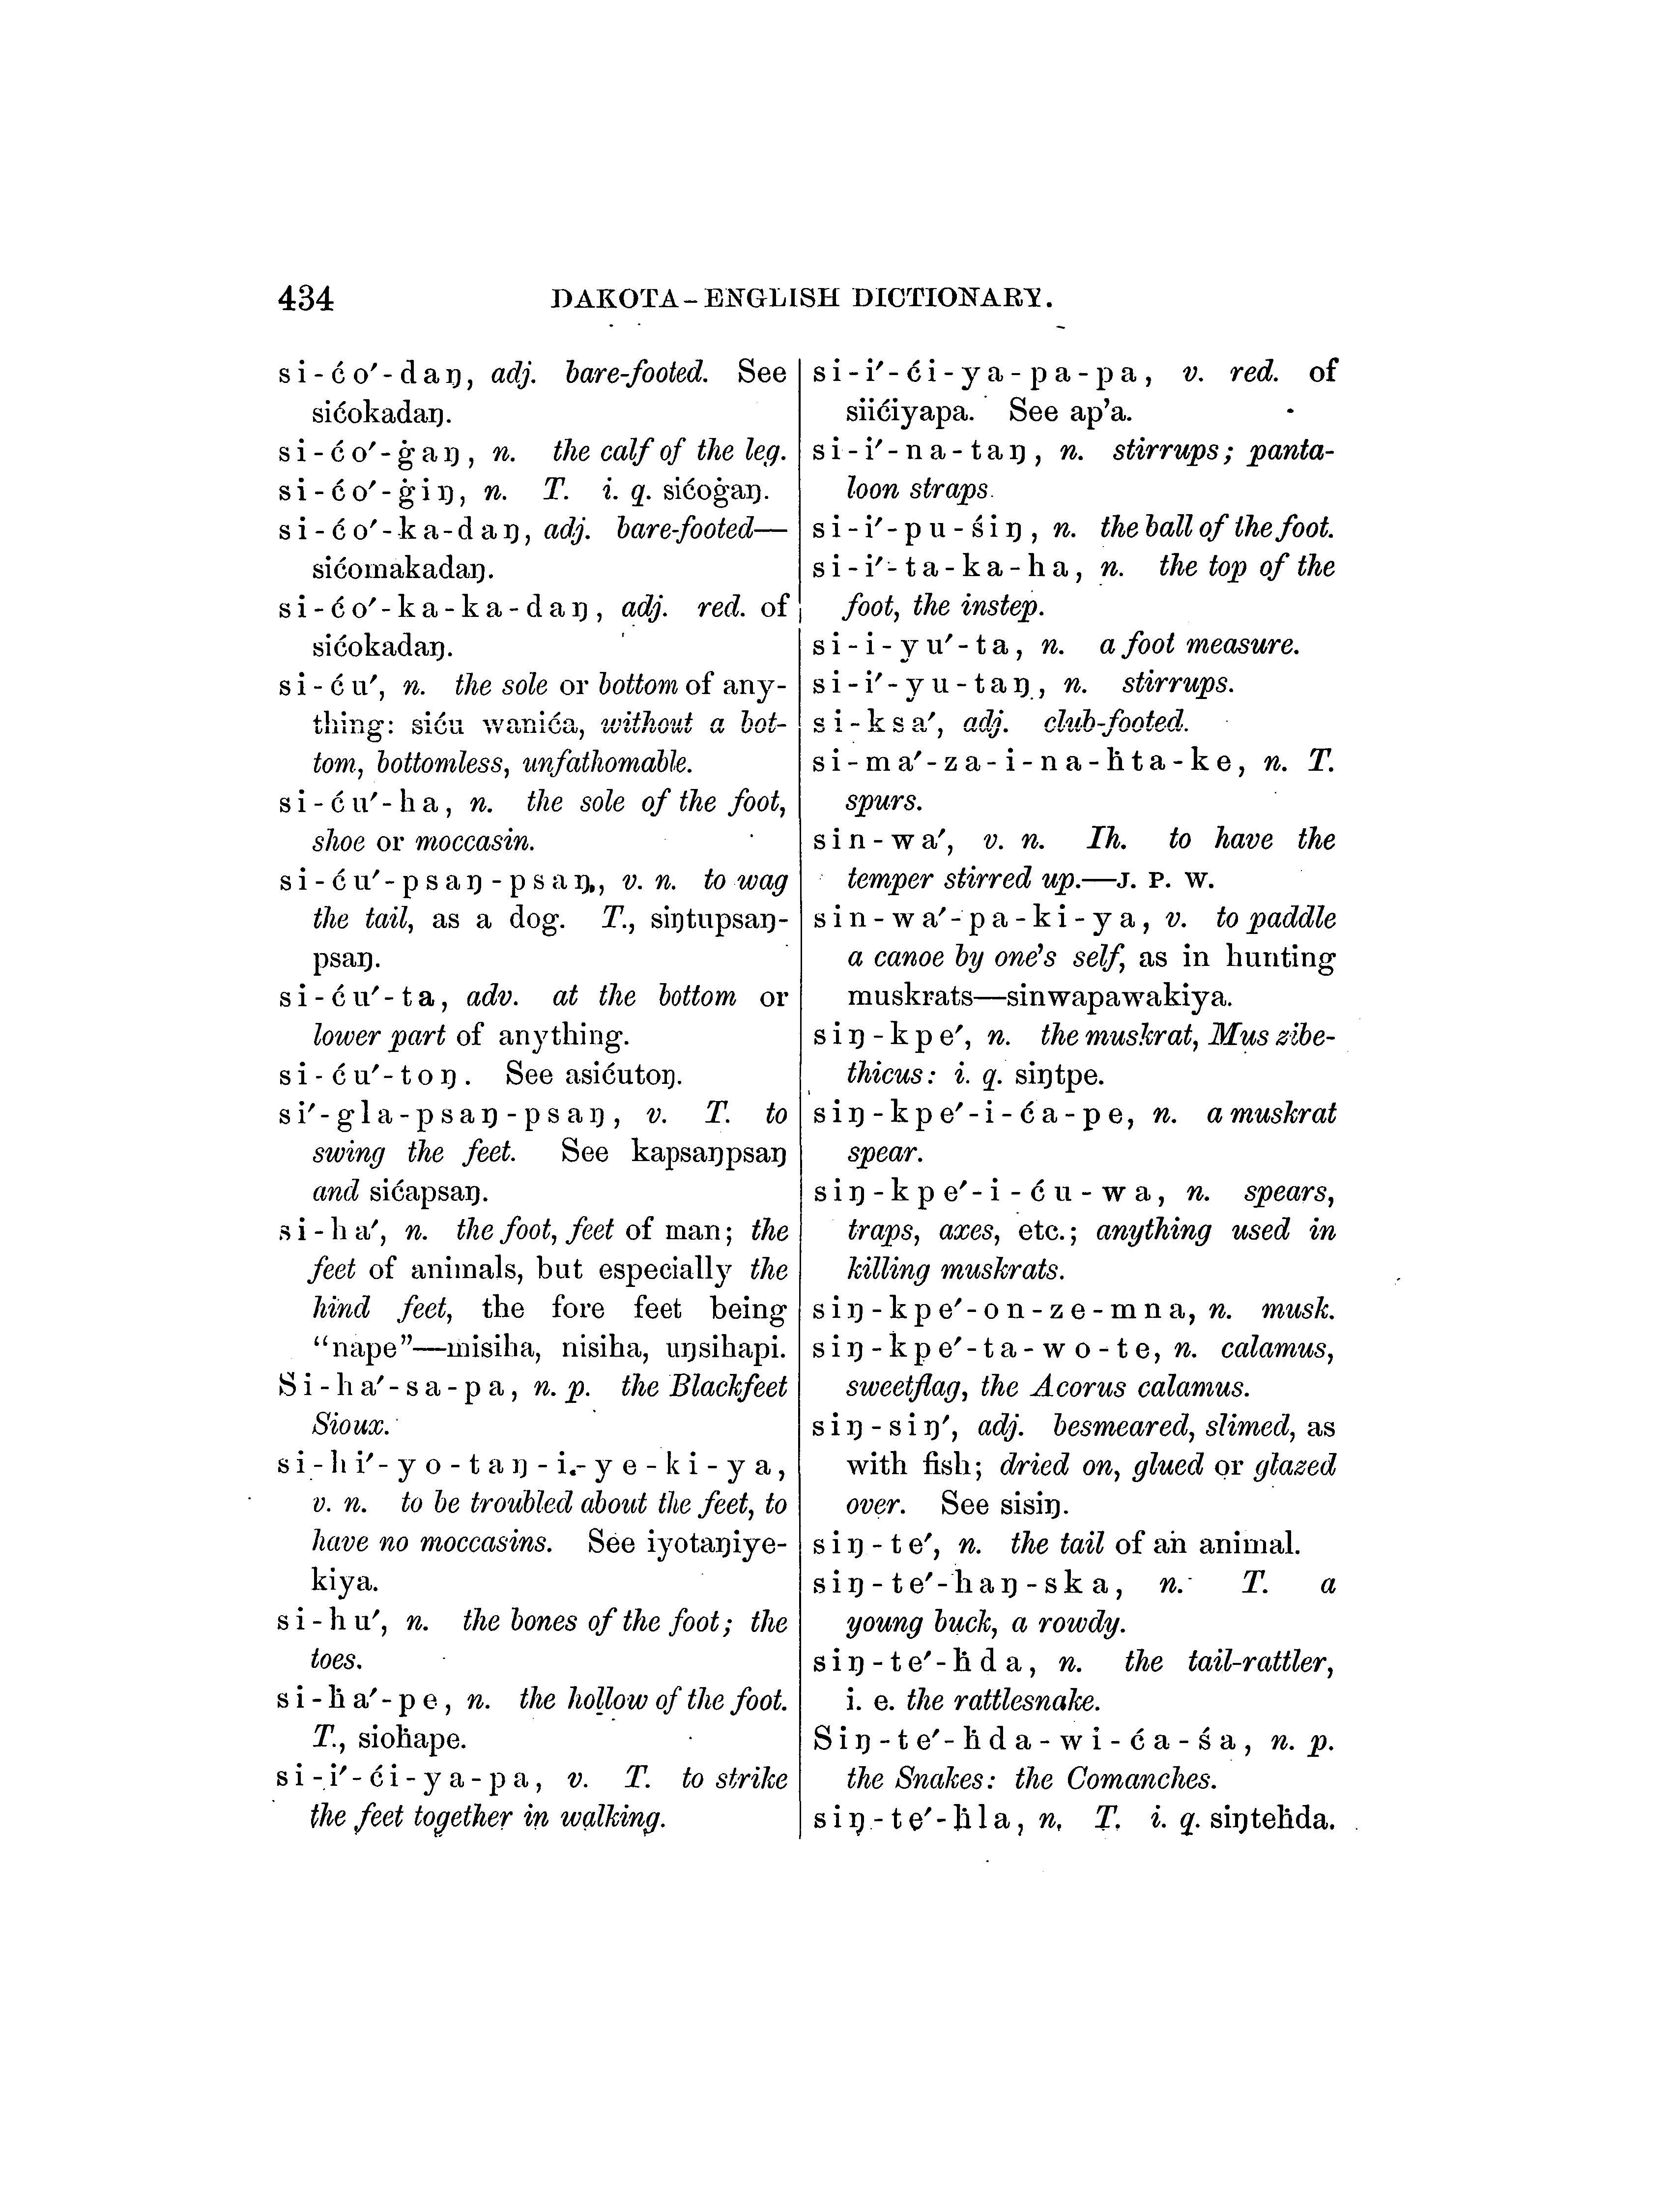 434 DAKOTA-ENGLISH DICTIONARY.
si-ćo′-daŋ, adj. bare-footed. See
sićokadaŋ.
si-ćo′-ġaŋ, n. the calf of the leg.
si-ćo′-ġiŋ, n. T. i. q. sićoġaŋ.
si-ćo′-ka-daŋ, adj. bare-footed—
sićomakadaŋ.
si-ćo′-ka-ka-daŋ, adj. red. of
sićokadaŋ.
si-ću′, n. the sole or bottom of any-
thing: siću wanića, without a bot-
tom, bottomless, unfathomable.
si-ću′-ha, n. the sole of the foot,
shoe or moccasin.
si-ću′-psaŋ-psaŋ, v. n. to wag
the tail, as a dog. T., siŋtupsaŋ-
psaŋ.
si-ću′-ta, adv. at the bottom or
lower part of anything.
si-ću′-toŋ. See asićutoŋ.
si′-gla-psaŋ-psaŋ, v. T. to
swing the feet. See kapsaŋpsaŋ
and sićapsaŋ.
si-ha′, n. the foot, feet of man; the
feet of animals, but especially the
hind feet, the fore feet being
“nape”—misiha, nisiha, uŋsihapi.
Si-ha′-sa-pa, n. p. the Blackfeet
Sioux.
si-hi′-yo-taŋ-i-ye-ki-ya,
v. n. to be troubled about the feet, to
have no moccasins. See iyotaŋiye-
kiya.
si-hu′, n. the bones of the foot; the
toes.
si-ḣa′-pe, n. the hollow of the foot.
T., sioḣape.
si-i′-ći-ya-pa, v. T. to strike
the feet together in walking.
si-i′-ći-ya-pa-pa, v. red. of
siićiyapa. See ap’a.
si-i′-na-taŋ, n. stirrups; panta-
loon straps.
si-i′-pu-śiŋ, n. the ball of the foot.
si-i′-ta-ka-ha, n. the top of the
foot, the instep.
si-i-yu′-ta, n. a foot measure.
si-i′-yu-taŋ, n. stirrups.
si-ksa′, adj. club-footed.
si-ma′-za-i-na-ḣta-ke, n. T.
spurs.
sin-wa′, v. n. Ih. to have the
temper stirred up.—J. P. W.
sin-wa′-pa-ki-ya, v. to paddle
a canoe by one’s self, as in hunting
muskrats—sinwapawakiya.
siŋ-kpe′, n. the muskrat, Mus zibe-
thicus: i. q. siŋtpe.
siŋ-kpe′-i-ća-pe, n. a muskrat
spear.
siŋ-kpe′-i-ću-wa, n. spears,
traps, axes, etc.; anything used in
killing muskrats.
siŋ-kpe′-on-ze-mna, n. musk.
siŋ-kpe′-ta-wo-te, n. calamus,
sweetflag, the Acorus calamus.
siŋ-siŋ′, adj. besmeared, slimed, as
with fish; dried on, glued or glazed
over. See sisiŋ.
siŋ-te′, n. the tail of an animal.
siŋ-te′-haŋ-ska, n. T. a
young buck, a rowdy.
siŋ-te′-ḣda, n. the tail-rattler,
i. e. the rattlesnake.
Siŋ-te′-ḣda-wi-ća-śa, n. p.
the Snakes: the Comanches.
siŋ-te′-ḣla, n. T. i. q. siŋteḣda.